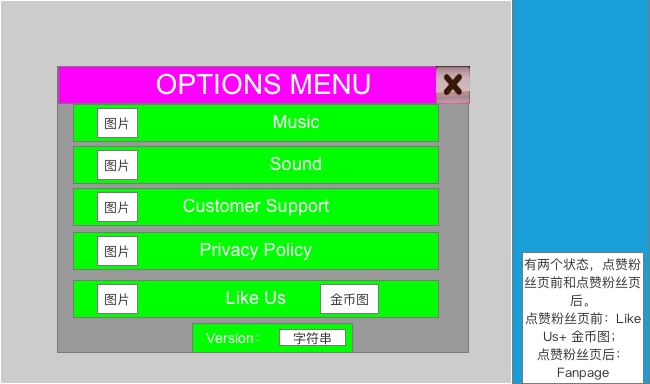 OPTIONS MENU
图片 Music
图片 Sound
图片 Customer Support
图片 Privacy Policy
图片 Like Us 金币图
Version： 字符串
有两个状态，点赞粉
丝页前和点赞粉丝页
后。
点赞粉丝页前：Like
Us+ 金币图；
点赞粉丝页后：
Fanpage